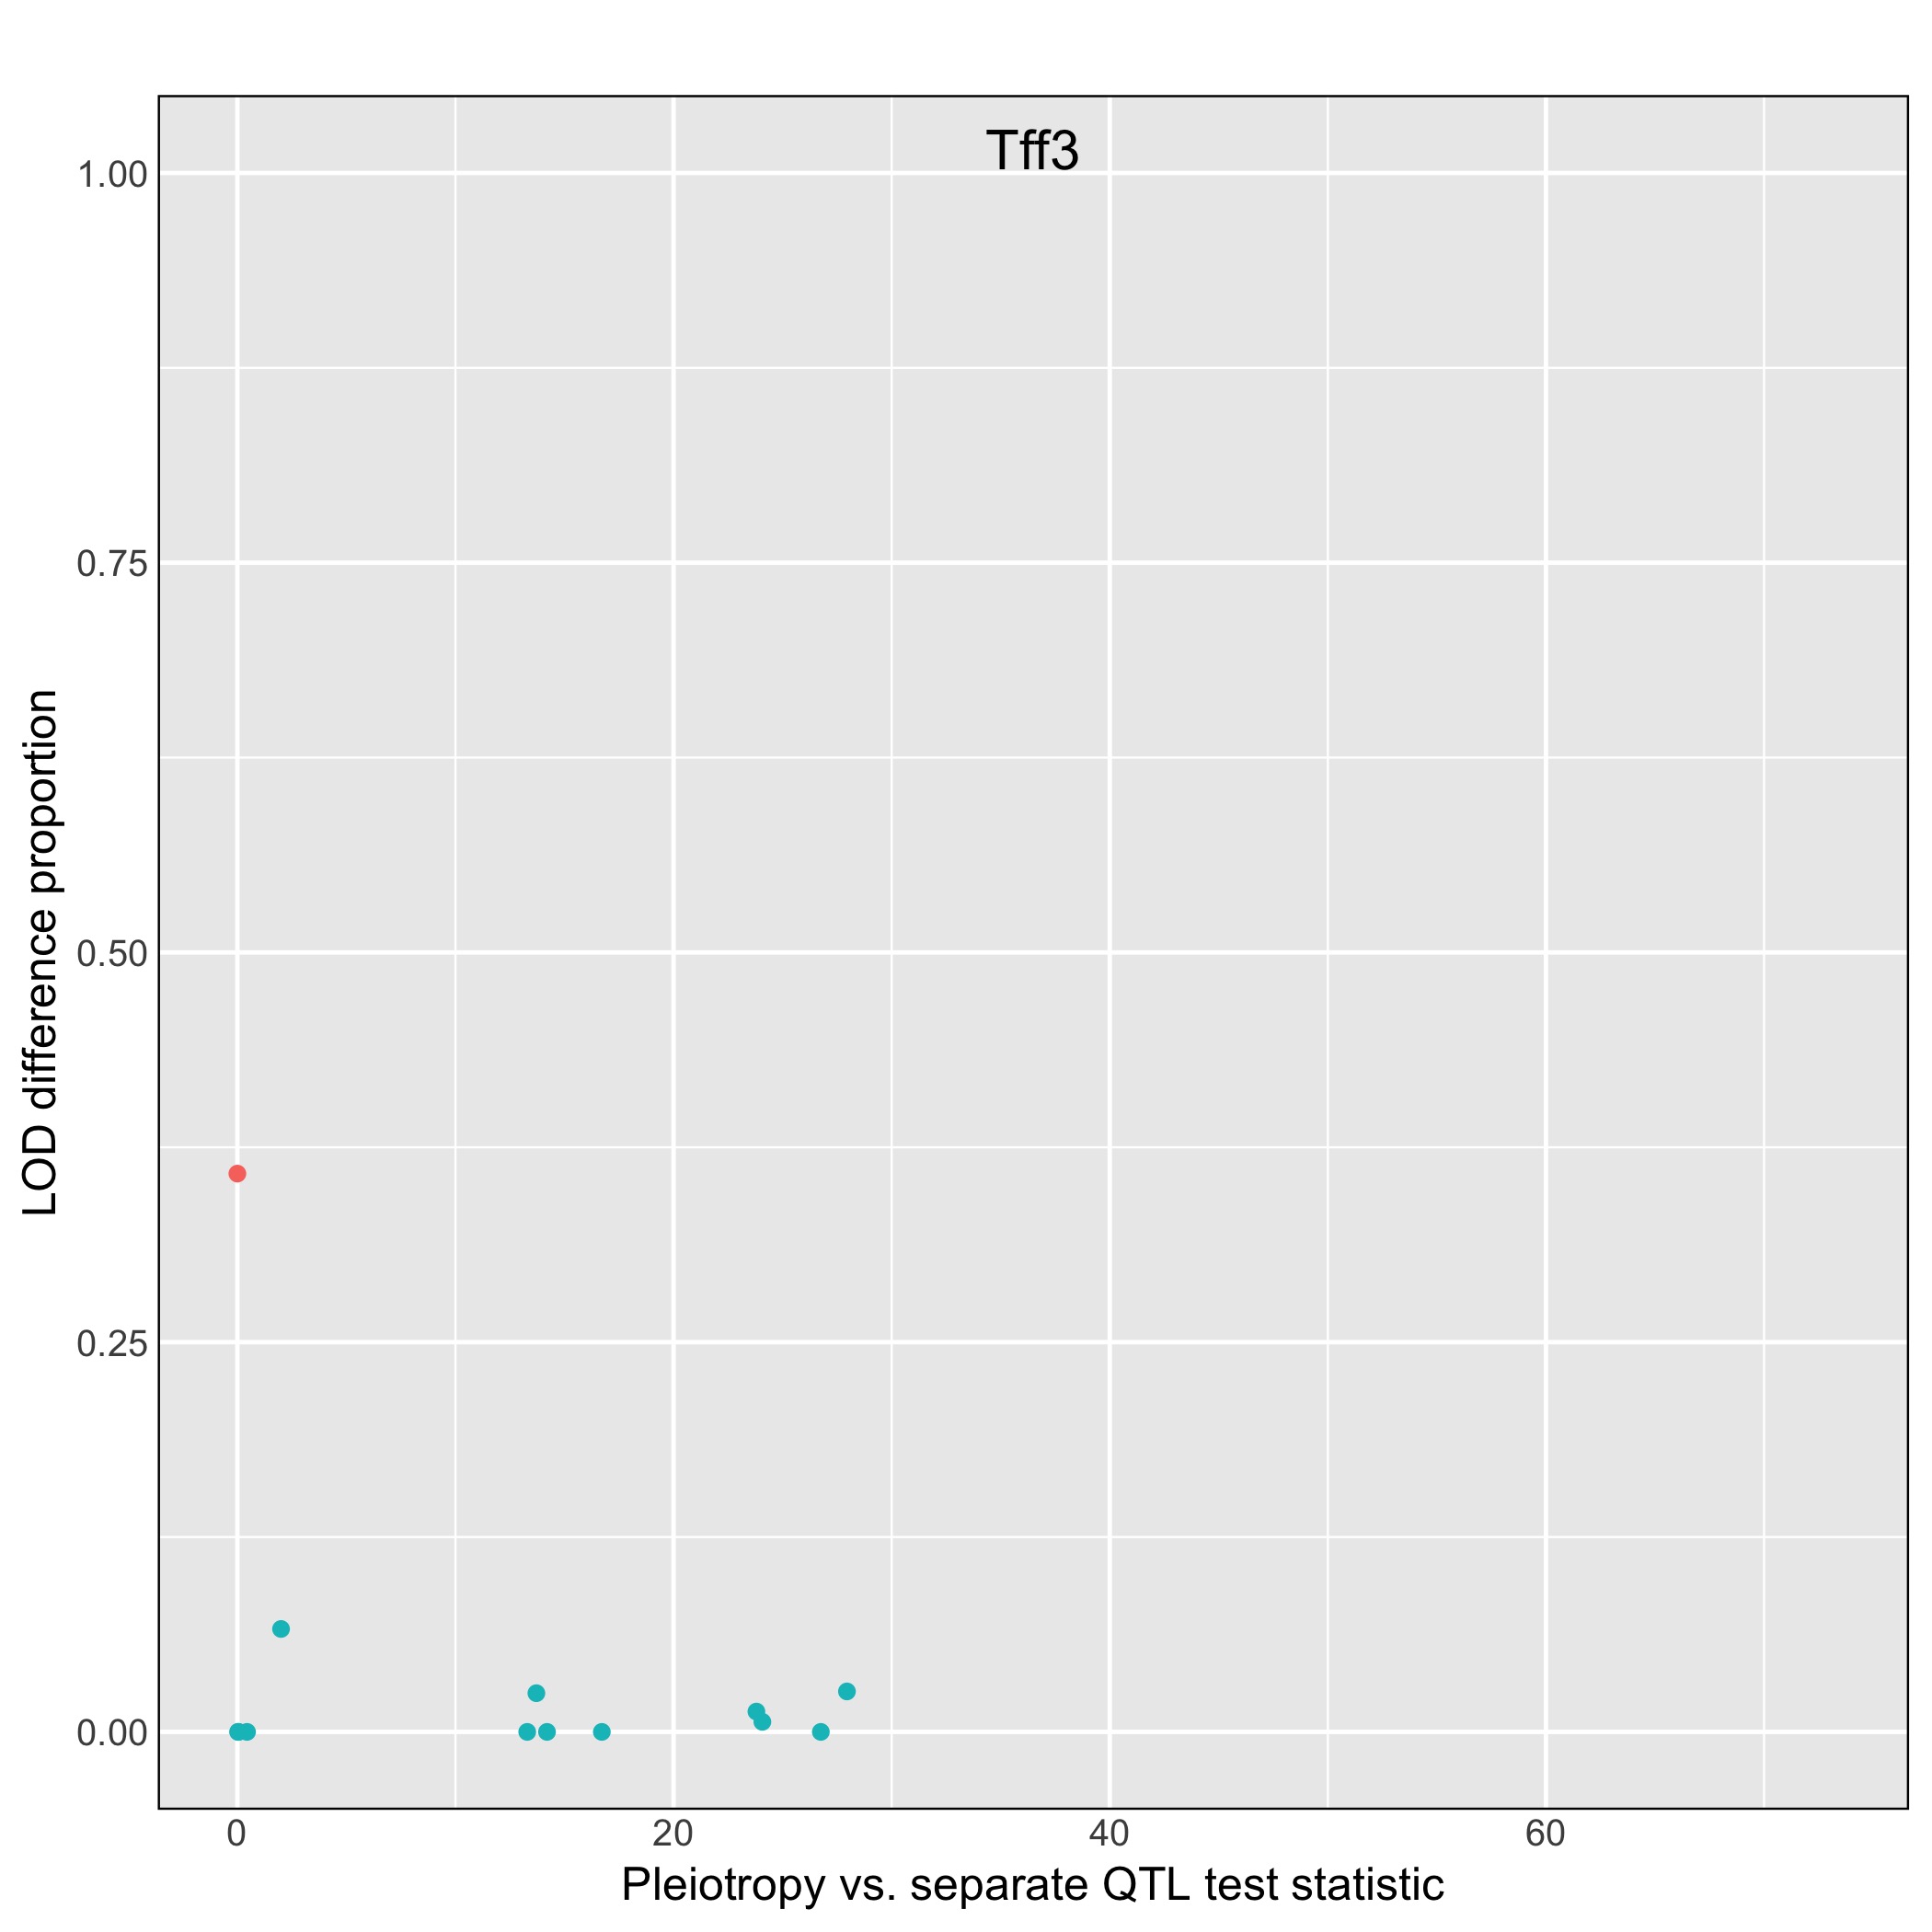 Tff3
1.00
0.75
0.50
0.25
0.00
LOD difference proportion
0 20 40 60
Pleiotropy vs. separate QTL test statistic